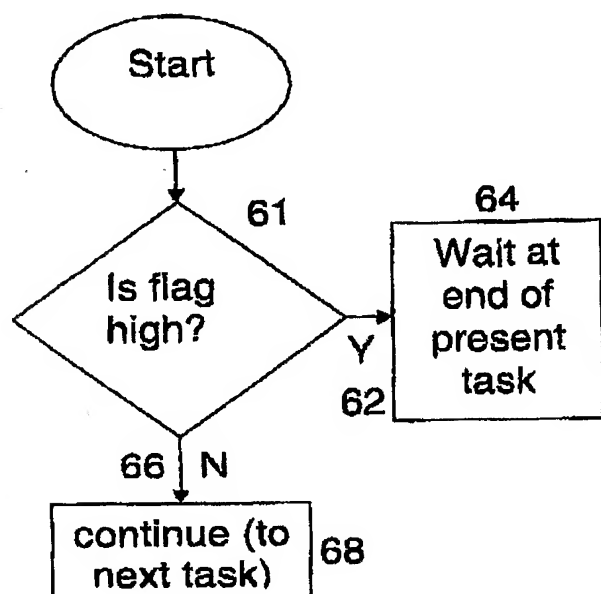 Start
61
Is flag
high?
Y
62
64
Wait at
end of
present
task
66 N
continue (to
next task)
68